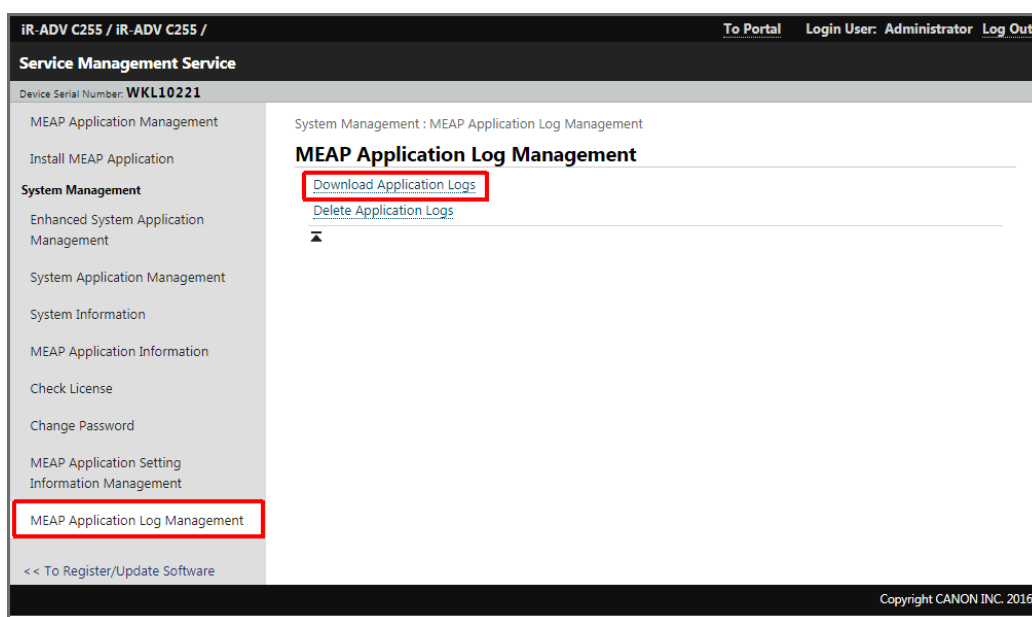 iR-ADV C255 / iR-ADV C255 /
To Portal Login User: Administrator Log Out
Service Management Service
Device Serial Number: WKL10221
MEAP Application Management
Install MEAP Application
System Management
Enhanced System Application
Management
System Application Management
System Information
MEAP Application Information
Check License
Change Password
MEAP Application Setting
Information Management
MEAP Application Log Management
<< To Register/Update Software
System Management : MEAP Application Log Management
MEAP Application Log Management
Download Application Logs
Delete Application Logs
Copyright CANON INC. 2016